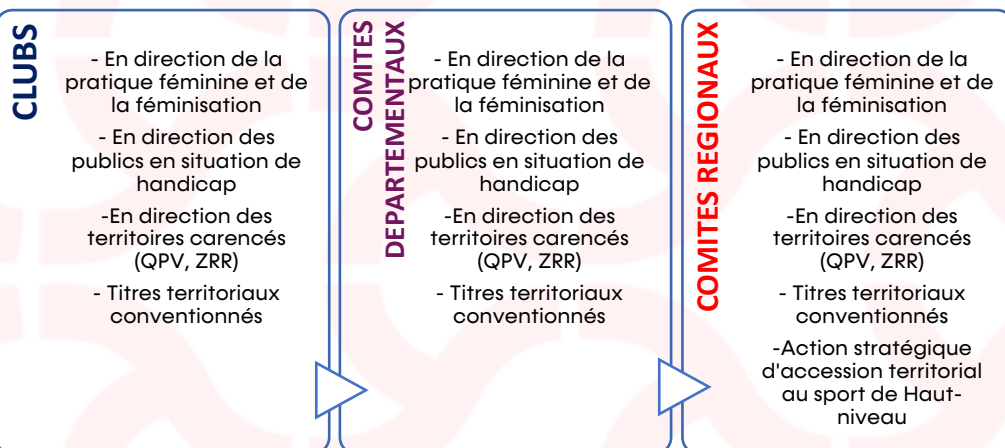 CLUBS
- En direction de la
pratique féminine et de
la féminisation
- En direction des
publics en situation de
handicap
-En direction des
territoires carencés
(QPV, ZRR)
- Titres territoriaux
conventionnés
COMITES
DEPARTEMENTAUX
- En direction de la
pratique féminine et de
la féminisation
- En direction des
publics en situation de
handicap
-En direction des
territoires carencés
(QPV, ZRR)
- Titres territoriaux
conventionnés
COMITES REGIONAUX
- En direction de la
pratique féminine et de
la féminisation
- En direction des
publics en situation de
handicap
-En direction des
territoires carencés
(QPV, ZRR)
- Titres territoriaux
conventionnés
-Action stratégique
d'accession territorial
au sport de Haut-
niveau